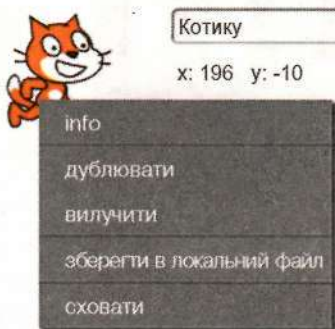 Котику
x: 196 y: -10
info
дублювати
вилучити
зберегти в локальний файл
сховати